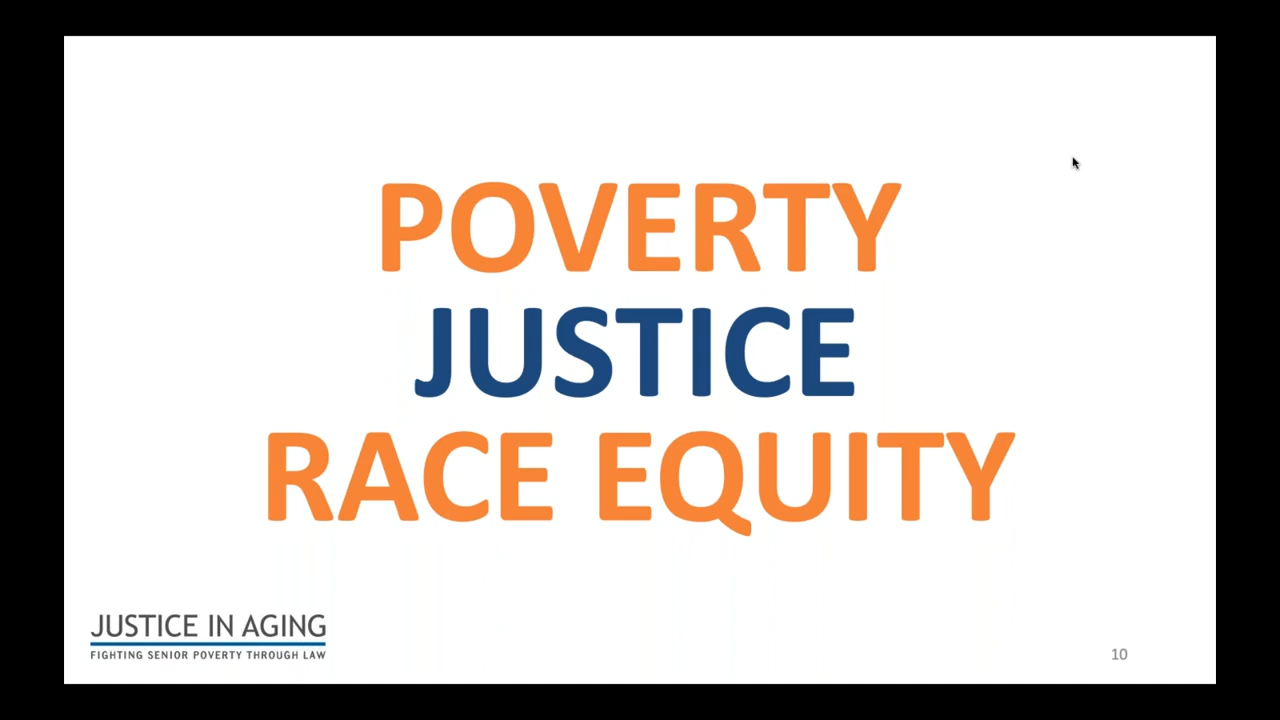 POVERTY
JUSTICE
RACE EQUITY
JUSTICE IN AGING
FIGHTING SENIOR POVERTY THROUGH LAW
10